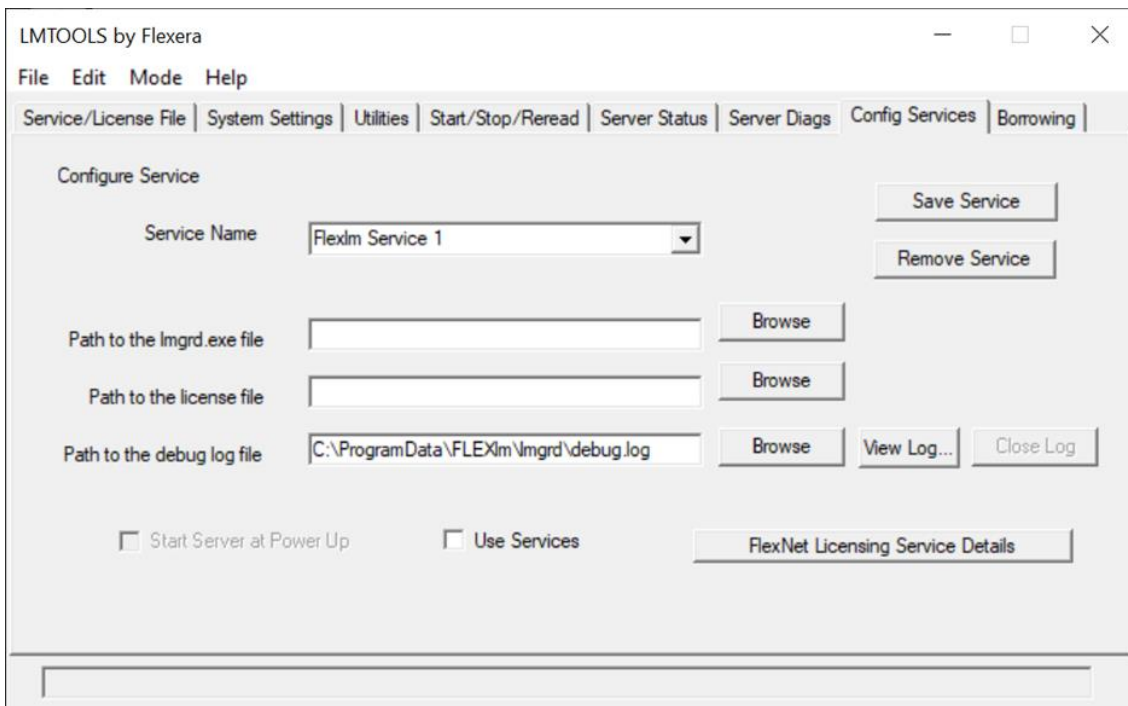 LMTOOLS by Flexera
File Edit Mode Help
Service/License File System Settings Utilities Start/Stop/Reread Server Status Server Diags Config Services Borrowing
Configure Service
Save Service
Service Name Flexlm Service 1
Remove Service
Path to the lmgrd.exe file Browse
Path to the license file Browse
Path to the debug log file C:\ProgramData\FLEXlm\lmgrd\debug.log Browse View Log... Close Log
Start Server at Power Up Use Services FlexNet Licensing Service Details